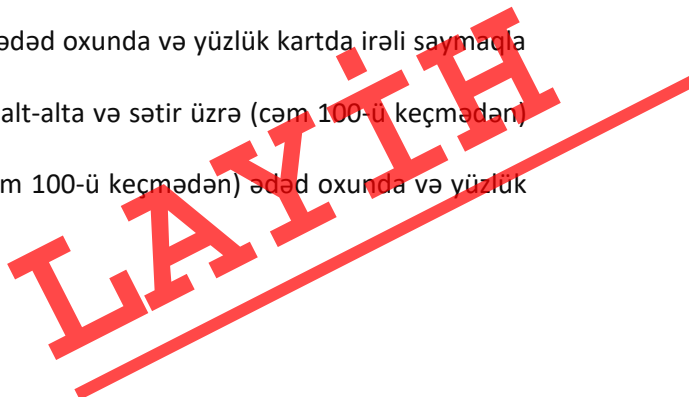 ədəd oxunda və yüzlük kartda irəli saymaqla
alt-alta və sətir üzrə (cəm 100-ü keçmədən)
m 100-ü keçmədən) ədəd oxunda və yüzlük
LAYİH